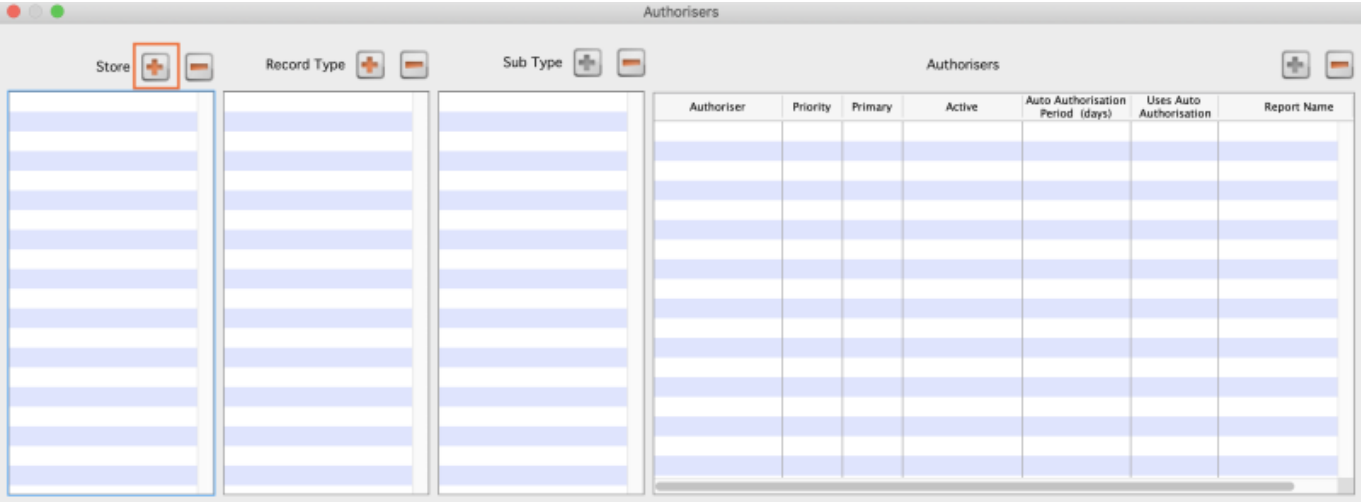 Authorisers
Store
Record Type
Sub Type
Authorisers
Authoriser
Priority
Primary
Active
Auto Authorisation
Period (days)
Uses Auto
Authorisation
Report Name